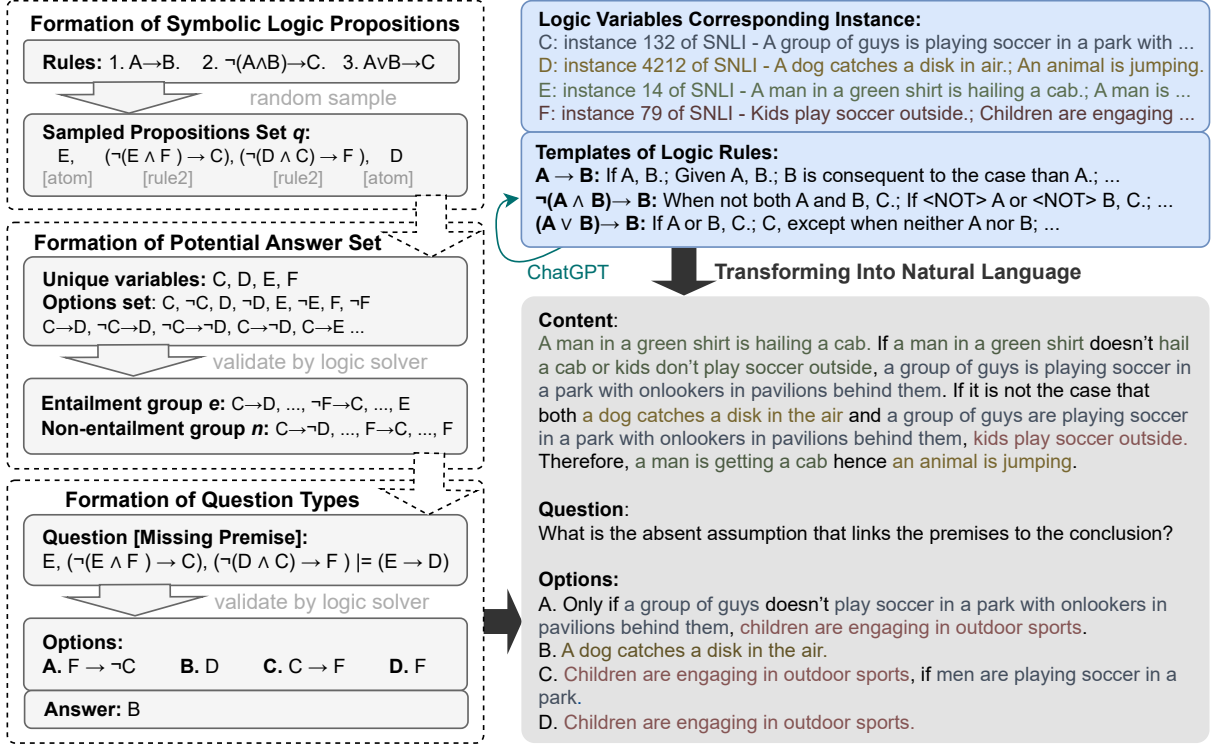 Formation of Symbolic Logic Propositions
Rules: 1. A→B. 2. ¬(A∧B)→C. 3. A∨B→C
random sample
Sampled Propositions Set q:
E, (¬(E ∧ F ) → C), (¬(D ∧ C) → F ), D
[atom] [rule2] [rule2] [atom]
Formation of Potential Answer Set
Unique variables: C, D, E, F
Options set: C, ¬C, D, ¬D, E, ¬E, F, ¬F
C→D, ¬C→D, ¬C→¬D, C→¬D, C→E ...
validate by logic solver
Entailment group e: C→D, ..., ¬F→C, ..., E
Non-entailment group n: C→¬D, ..., F→C, ..., F
Formation of Question Types
Question [Missing Premise]:
E, (¬(E ∧ F ) → C), (¬(D ∧ C) → F ) |= (E → D)
validate by logic solver
Options:
A. F → ¬C B. D C. C → F D. F
Answer: B
Logic Variables Corresponding Instance:
C: instance 132 of SNLI - A group of guys is playing soccer in a park with ...
D: instance 4212 of SNLI - A dog catches a disk in air.; An animal is jumping.
E: instance 14 of SNLI - A man in a green shirt is hailing a cab.; A man is ...
F: instance 79 of SNLI - Kids play soccer outside.; Children are engaging ...
Templates of Logic Rules:
A → B: If A, B.; Given A, B.; B is consequent to the case than A.; ...
¬(A ∧ B)→ B: When not both A and B, C.; If <NOT> A or <NOT> B, C.; ...
(A ∨ B)→ B: If A or B, C.; C, except when neither A nor B; ...
ChatGPT
Transforming Into Natural Language
Content:
A man in a green shirt is hailing a cab. If a man in a green shirt doesn't hail
a cab or kids don't play soccer outside, a group of guys is playing soccer in
a park with onlookers in pavilions behind them. If it is not the case that
both a dog catches a disk in the air and a group of guys are playing soccer
in a park with onlookers in pavilions behind them, kids play soccer outside.
Therefore, a man is getting a cab hence an animal is jumping.
Question:
What is the absent assumption that links the premises to the conclusion?
Options:
A. Only if a group of guys doesn't play soccer in a park with onlookers in
pavilions behind them, children are engaging in outdoor sports.
B. A dog catches a disk in the air.
C. Children are engaging in outdoor sports, if men are playing soccer in a
park.
D. Children are engaging in outdoor sports.